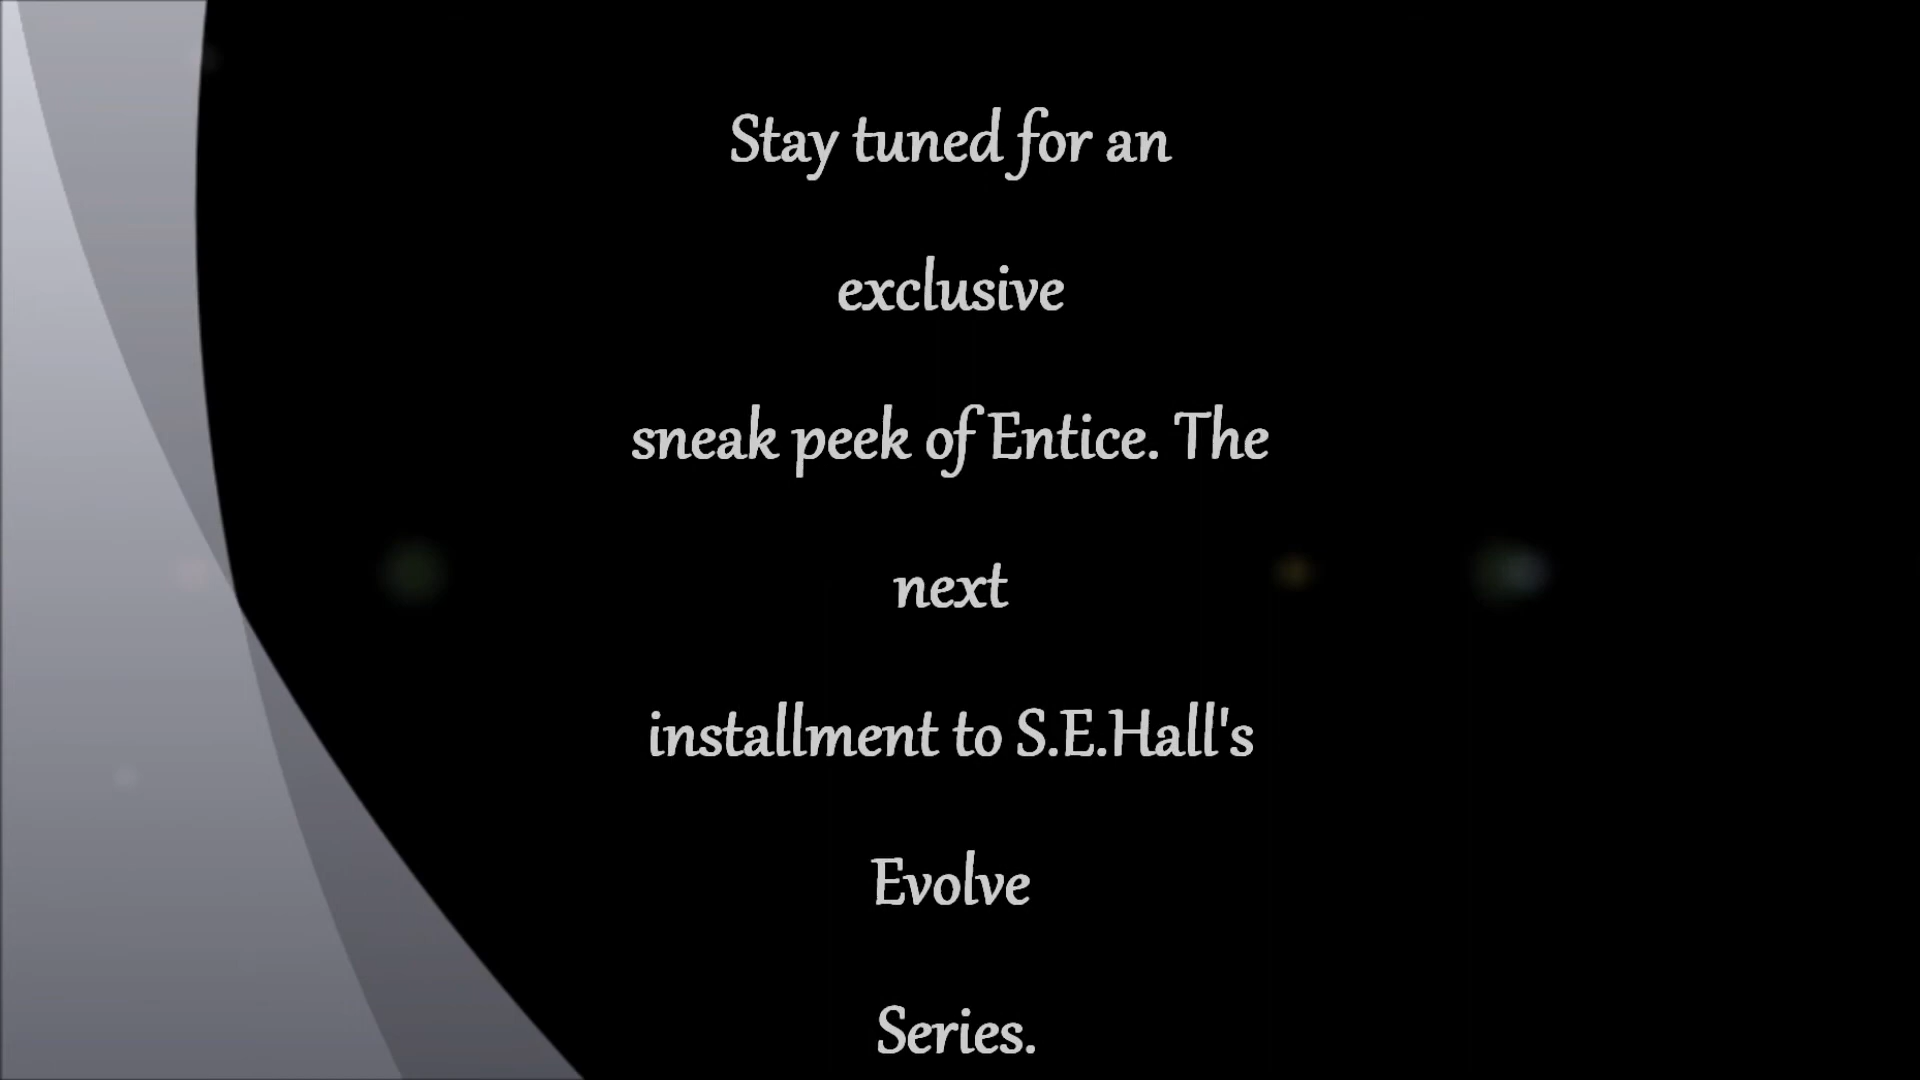 Stay tuned for an
exclusive
sneak peek of Entice. The
next
installment to S.E.Hall's
Evolve
Series.